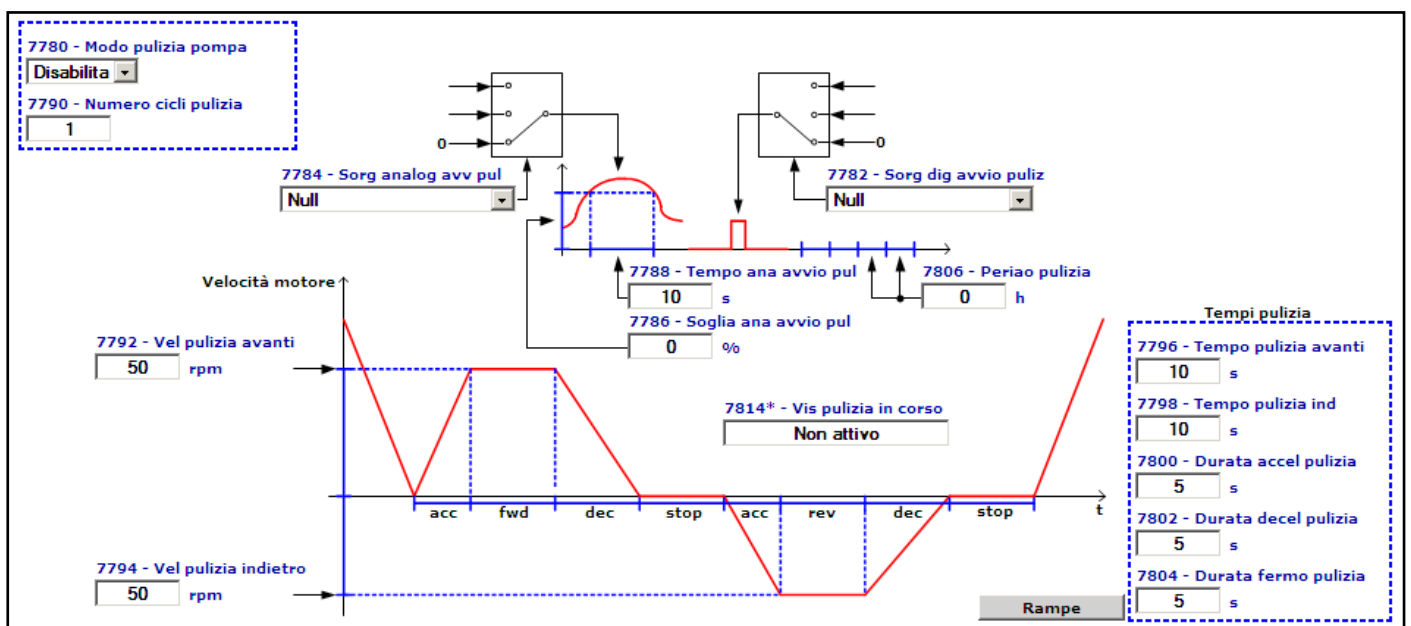 7780 - Modo pulizia pompa
Disabilita
7790 - Numero cicli pulizia
1
0
0
7784 - Sorg analog avv pul
Null
7782 - Sorg dig avvio puliz
Null
7788 - Tempo ana avvio pul
10 s
7806 - Periao pulizia
0 h
7786 - Soglia ana avvio pul
0 %
Velocità motore
7792 - Vel pulizia avanti
50 rpm
7814* - Vis pulizia in corso
Non attivo
acc fwd dec stop acc rev dec stop t
7794 - Vel pulizia indietro
50 rpm
Rampe
Tempi pulizia
7796 - Tempo pulizia avanti
10 s
7798 - Tempo pulizia ind
10 s
7800 - Durata accel pulizia
5 s
7802 - Durata decel pulizia
5 s
7804 - Durata fermo pulizia
5 s